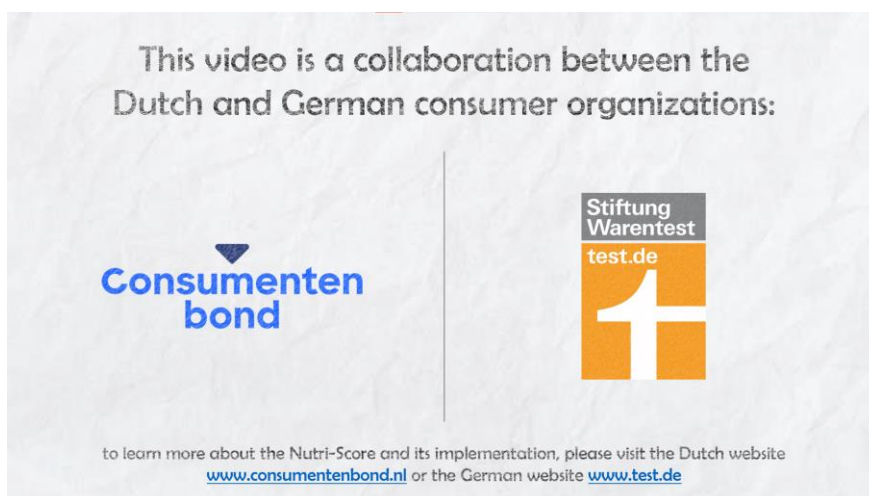 This video is a collaboration between the
Dutch and German consumer organizations:
Consumenten
bond
Stiftung
Warentest
test.de
to learn more about the Nutri-Score and its implementation, please visit the Dutch website
www.consumentenbond.nl or the German website www.test.de